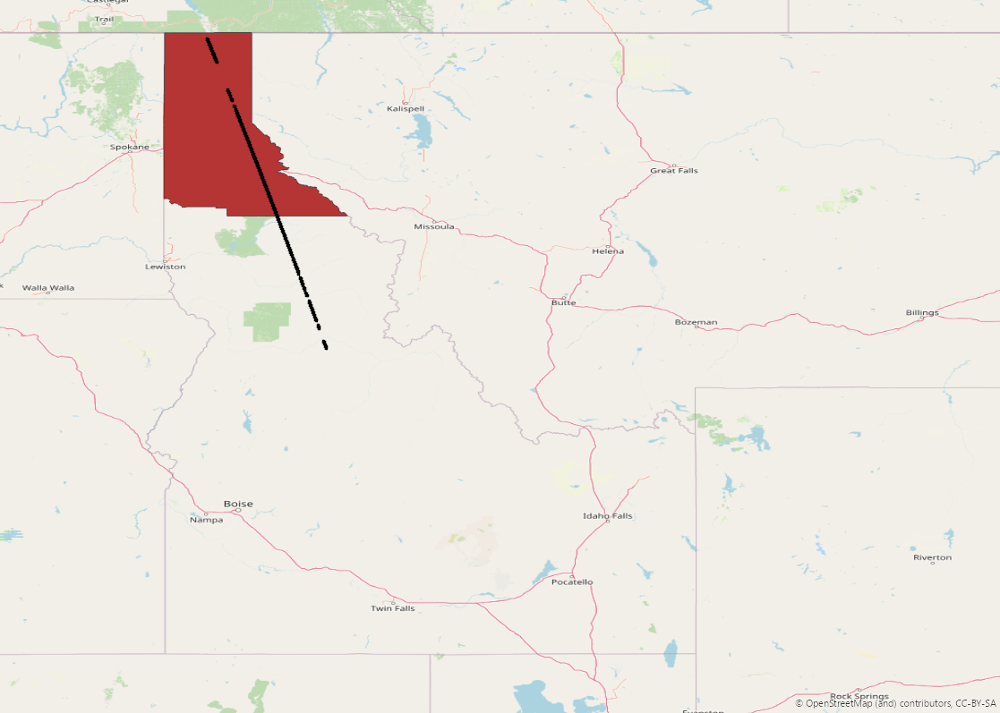 Castlegar
Trail
Kalispell
Spokane
Great Falls
Missoula
Helena
Lewiston
Walla Walla
Butte
Billings
Bozeman
Boise
Nampa
Idaho Falls
Riverton
Pocatello
Twin Falls
Rock Springs
© OpenStreetMap (and) contributors, CC-BY-SA
Evanston